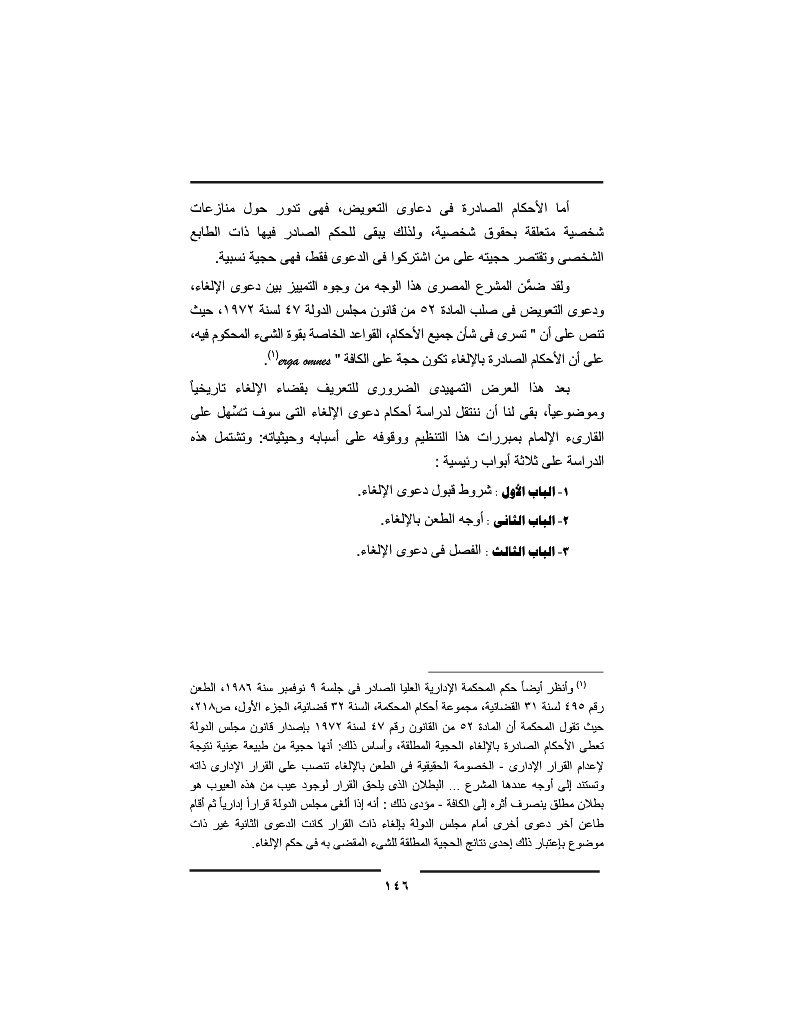 أما الأحكام الصادرة فى دعاوى التعويض، فهى تدور حول منازعات
شخصية متعلقة بحقوق شخصية، ولذلك يبقى للحكم الصادر فيها ذات الطابع
الشخصى وتقتصر حجيته على من اشتركوا فى الدعوى فقط، فهى حجية نسبية.
ولقد ضمَّن المشرع المصرى هذا الوجه من وجوه التمييز بين دعوى الإلغاء،
ودعوى التعويض فى صلب المادة ٥٢ من قانون مجلس الدولة ٤٧ لسنة ١٩٧٢، حيث
تنص على أن " تسرى فى شأن جميع الأحكام، القواعد الخاصة بقوة الشىء المحكوم فيه،
على أن الأحكام الصادرة بالإلغاء تكون حجة على الكافة " erga omnes(١).
بعد هذا العرض التمهيدى الضرورى للتعريف بقضاء الإلغاء تاريخياً
وموضوعياً، بقى لنا أن ننتقل لدراسة أحكام دعوى الإلغاء التى سوف تسِّهل على
القارىء الإلمام بمبررات هذا التنظيم ووقوفه على أسبابه وحيثياته: وتشتمل هذه
الدراسة على ثلاثة أبواب رئيسية :
١- الباب الأول : شروط قبول دعوى الإلغاء.
٢- الباب الثانى : أوجه الطعن بالإلغاء.
٣- الباب الثالث : الفصل فى دعوى الإلغاء.
(١) وأنظر أيضاً حكم المحكمة الإدارية العليا الصادر فى جلسة ٩ نوفمبر سنة ١٩٨٦، الطعن
رقم ٤٩٥ لسنة ٣١ القضائية، مجموعة أحكام المحكمة، السنة ٣٢ قضائية، الجزء الأول، ص٢١٨،
حيث تقول المحكمة أن المادة ٥٢ من القانون رقم ٤٧ لسنة ١٩٧٢ بإصدار قانون مجلس الدولة
تعطى الأحكام الصادرة بالإلغاء الحجية المطلقة، وأساس ذلك: أنها حجية من طبيعة عينية نتيجة
لإعدام القرار الإدارى - الخصومة الحقيقية فى الطعن بالإلغاء تنصب على القرار الإدارى ذاته
وتستند إلى أوجه عددها المشرع ... البطلان الذى يلحق القرار لوجود عيب من هذه العيوب هو
بطلان مطلق ينصرف أثره إلى الكافة - مؤدى ذلك : أنه إذا ألغى مجلس الدولة قراراً إدارياً ثم أقام
طاعن آخر دعوى أخرى أمام مجلس الدولة بإلغاء ذات القرار كانت الدعوى الثانية غير ذات
موضوع بإعتبار ذلك إحدى نتائج الحجية المطلقة للشىء المقضى به فى حكم الإلغاء.
١٤٦